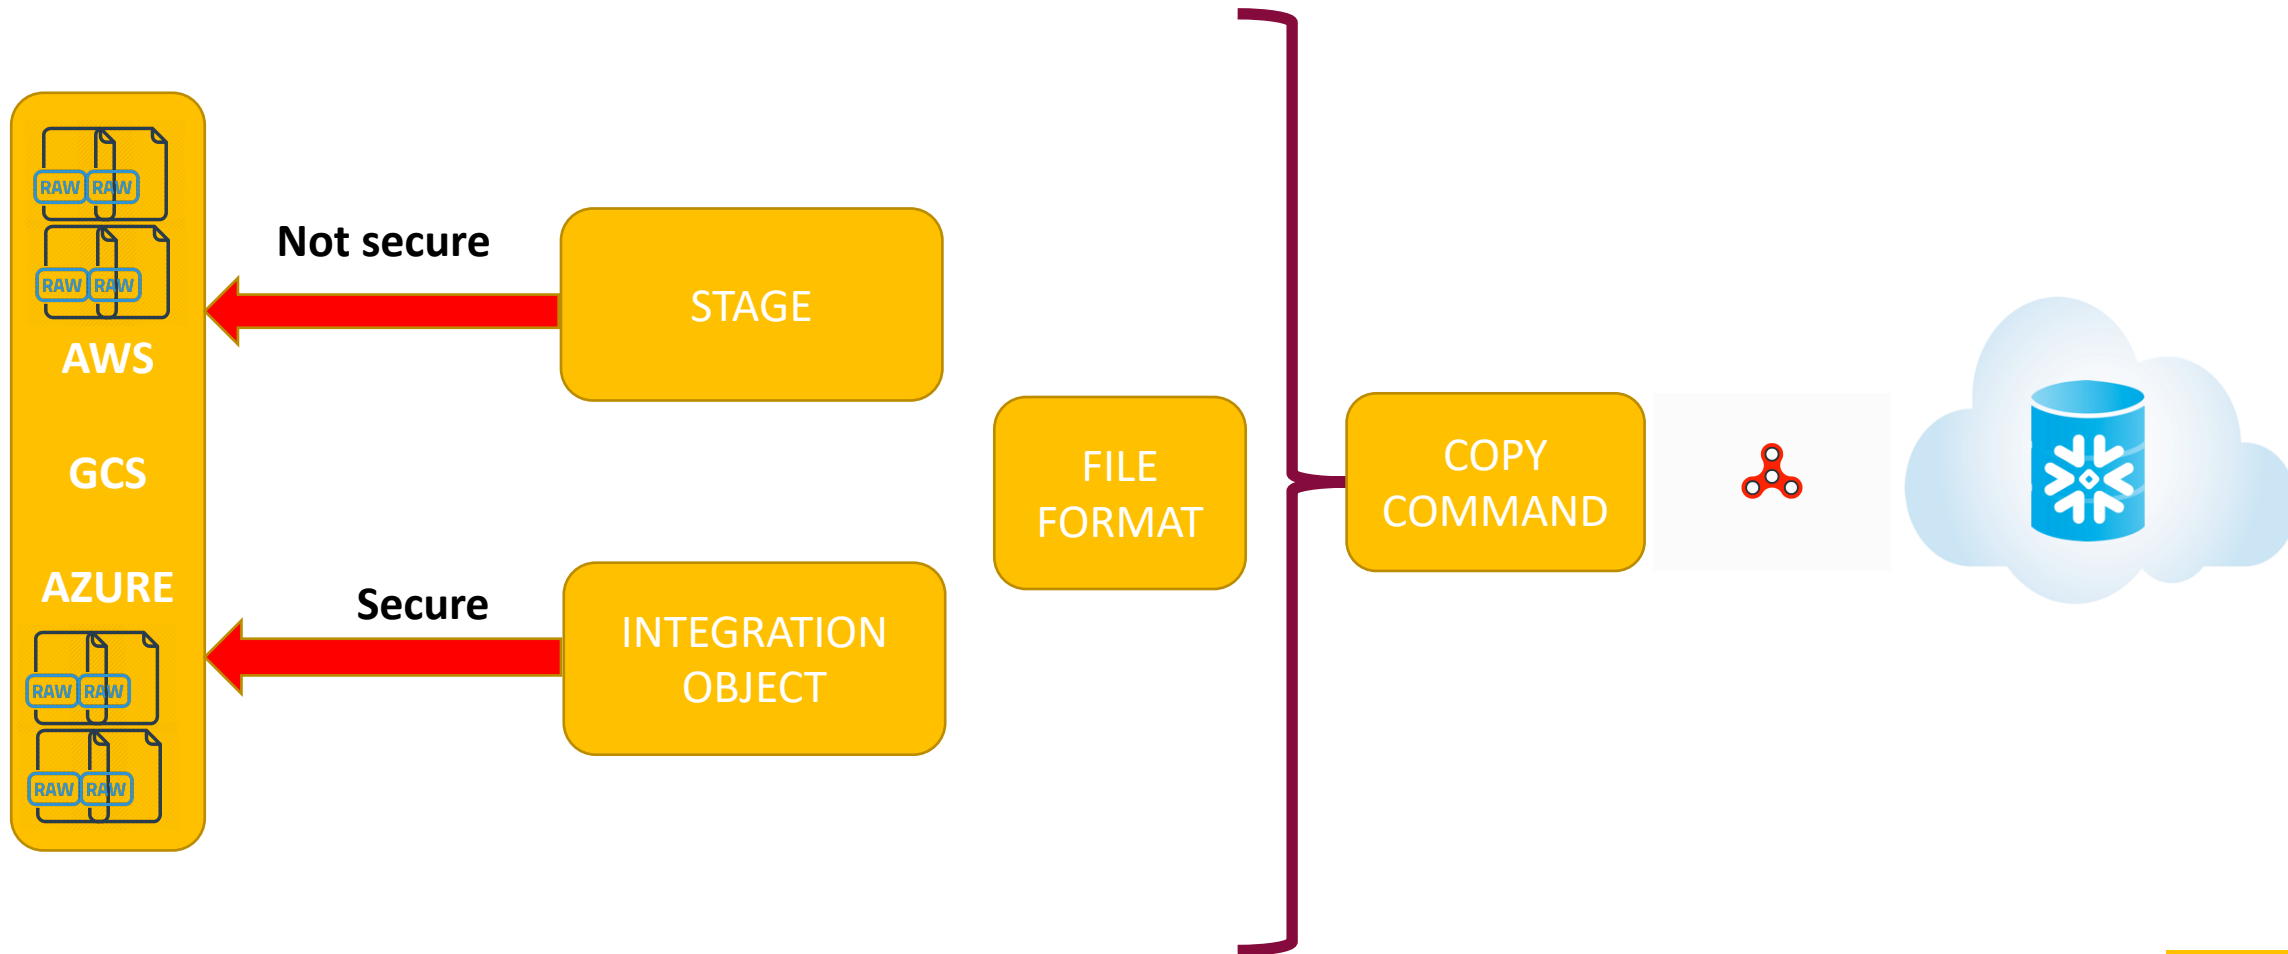 RAW RAW
RAW RAW
AWS
GCS
AZURE
RAW RAW
RAW RAW
Not secure
STAGE
Secure
INTEGRATION
OBJECT
FILE
FORMAT
COPY
COMMAND